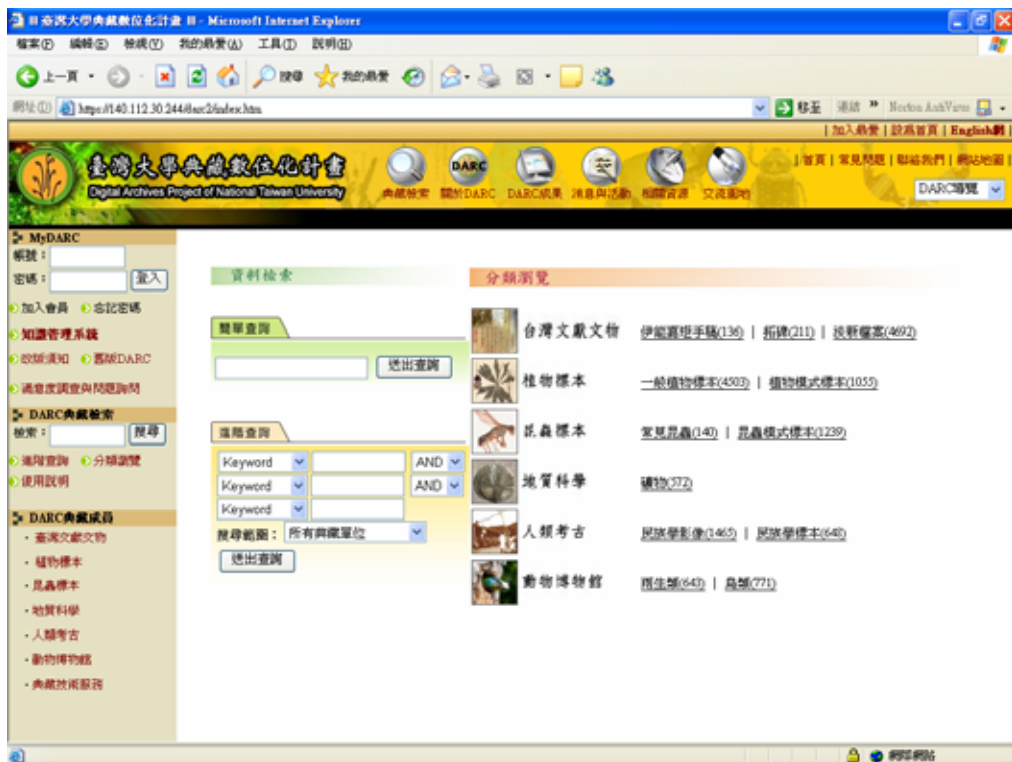 臺灣大學典藏數位化計畫 - Microsoft Internet Explorer
檔案(F) 編輯(E) 檢視(V) 我的最愛(A) 工具(T) 說明(H)
上一頁 搜尋 我的最愛
網址(D) 移至 連結 Norton AntiVirus
| 加入最愛 | 設為首頁 | English網 |
臺灣大學典藏數位化計畫
Digital Archives Project of National Taiwan University
典藏檢索 關於DARC DARC成果 消息與活動 相關資源 交流園地
| 首頁 | 常見問題 | 聯絡我們 | 網站地圖 |
DARC導覽
MyDARC
帳號：
密碼： 登入
加入會員 忘記密碼
知識管理系統
改版須知 舊版DARC
滿意度調查與問題詢問
DARC典藏檢索
檢索： 搜尋
進階查詢 分類瀏覽
使用說明
DARC典藏成員
・臺灣文獻文物
・植物標本
・昆蟲標本
・地質科學
・人類考古
・動物博物館
・典藏技術服務
資料檢索
簡單查詢
送出查詢
進階查詢
Keyword AND
Keyword AND
Keyword
搜尋範圍： 所有典藏單位
送出查詢
分類瀏覽
台灣文獻文物 伊能嘉矩手稿(136) | 拓碑(211) | 淡新檔案(4692)
植物標本 一般植物標本(4503) | 植物模式標本(1055)
昆蟲標本 常見昆蟲(140) | 昆蟲模式標本(1239)
地質科學 礦物(572)
人類考古 民族學影像(1465) | 民族學標本(640)
動物博物館 兩生類(643) | 鳥類(771)
網際網路